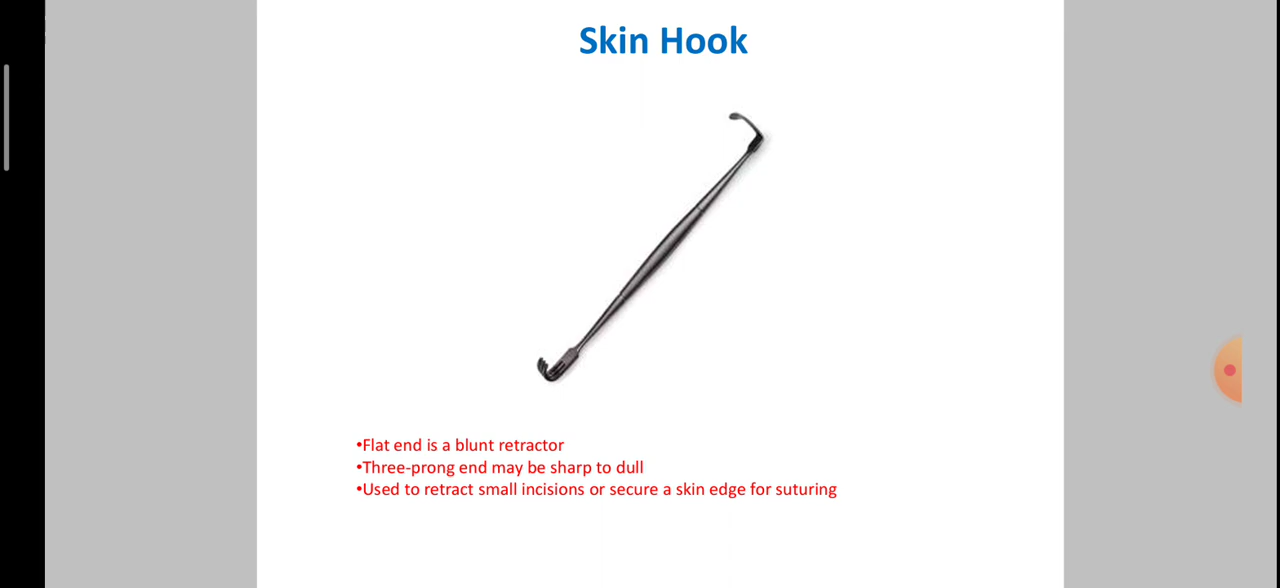 Skin Hook
•Flat end is a blunt retractor
•Three-prong end may be sharp to dull
•Used to retract small incisions or secure a skin edge for suturing